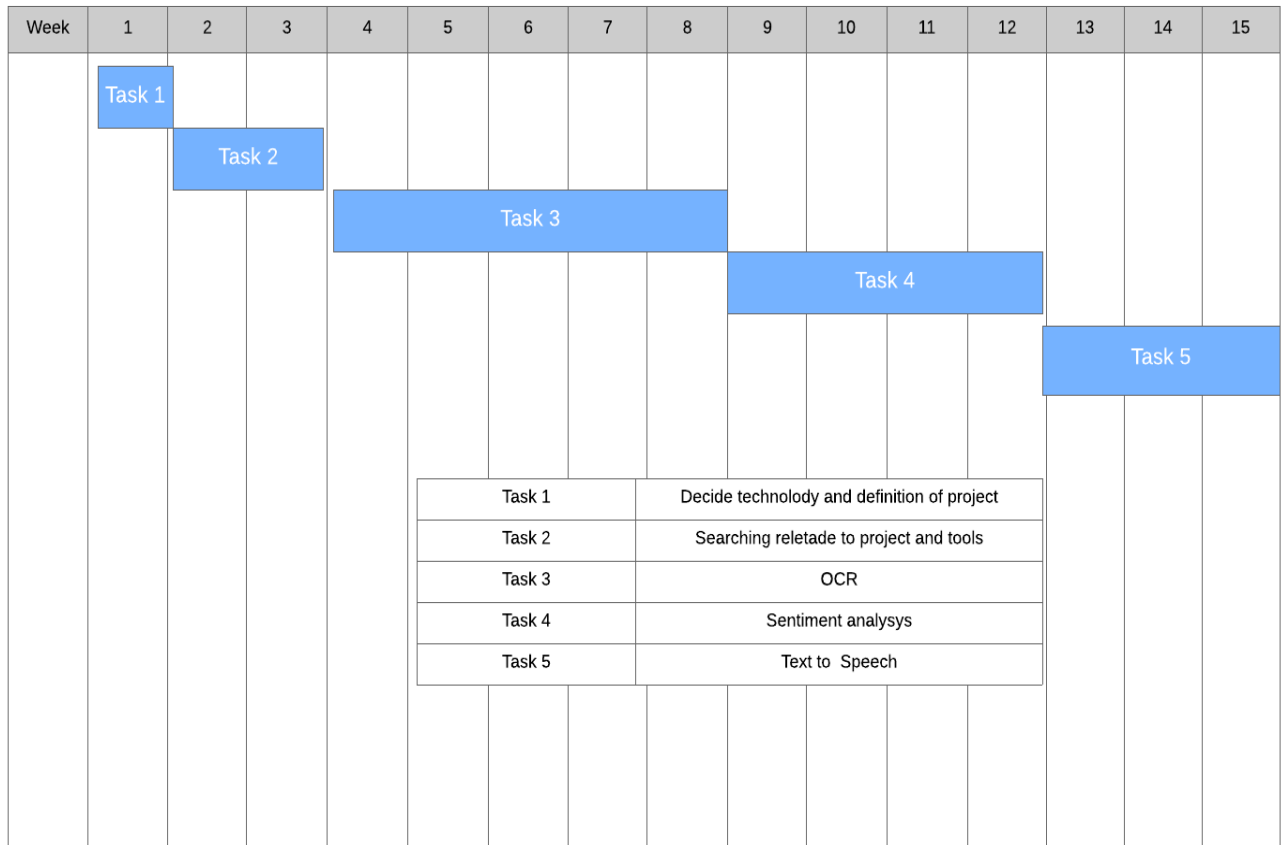 Week 1 2 3 4 5 6 7 8 9 10 11 12 13 14 15
Task 1
Task 2
Task 3
Task 4
Task 5
Task 1 Decide technolody and definition of project
Task 2 Searching reletade to project and tools
Task 3 OCR
Task 4 Sentiment analysys
Task 5 Text to  Speech